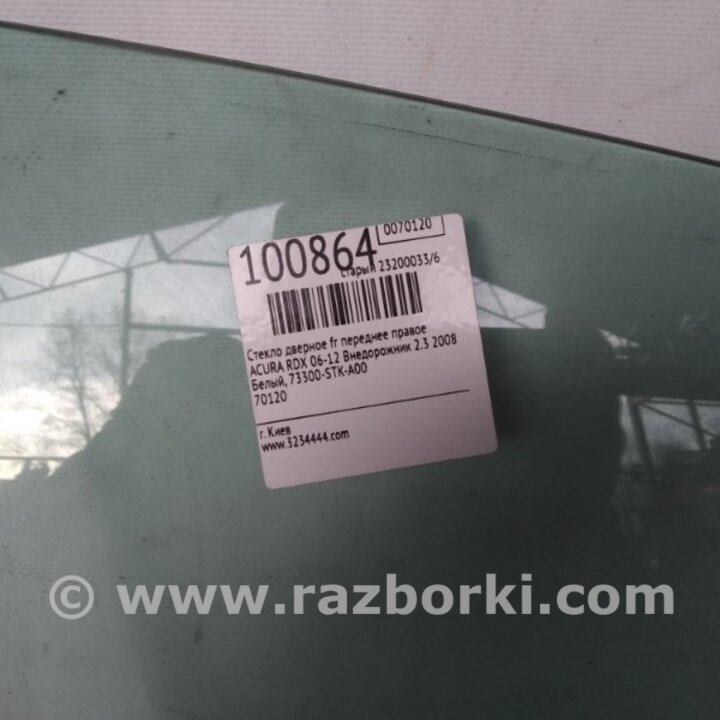 0070120
100864
старый 23200033/6
Стекло дверное fr переднее правое
ACURA RDX 06-12 Внедорожник 2.3 2008
Белый, 73300-STK-A00
70120
г. Киев
www.3234444.com
© www.razborki.com